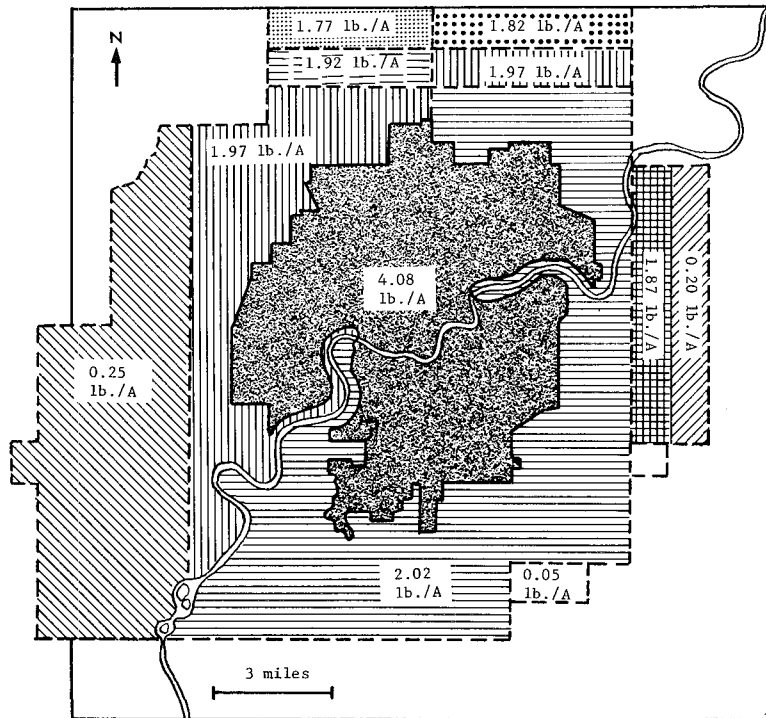 1.77 lb./A
1.82 lb./A
N
1.92 lb./A
1.97 lb./A
1.97 lb./A
4.08
lb./A
1.87 lb./A
0.20 lb./A
0.25
lb./A
2.02
lb./A
0.05
lb./A
3 miles